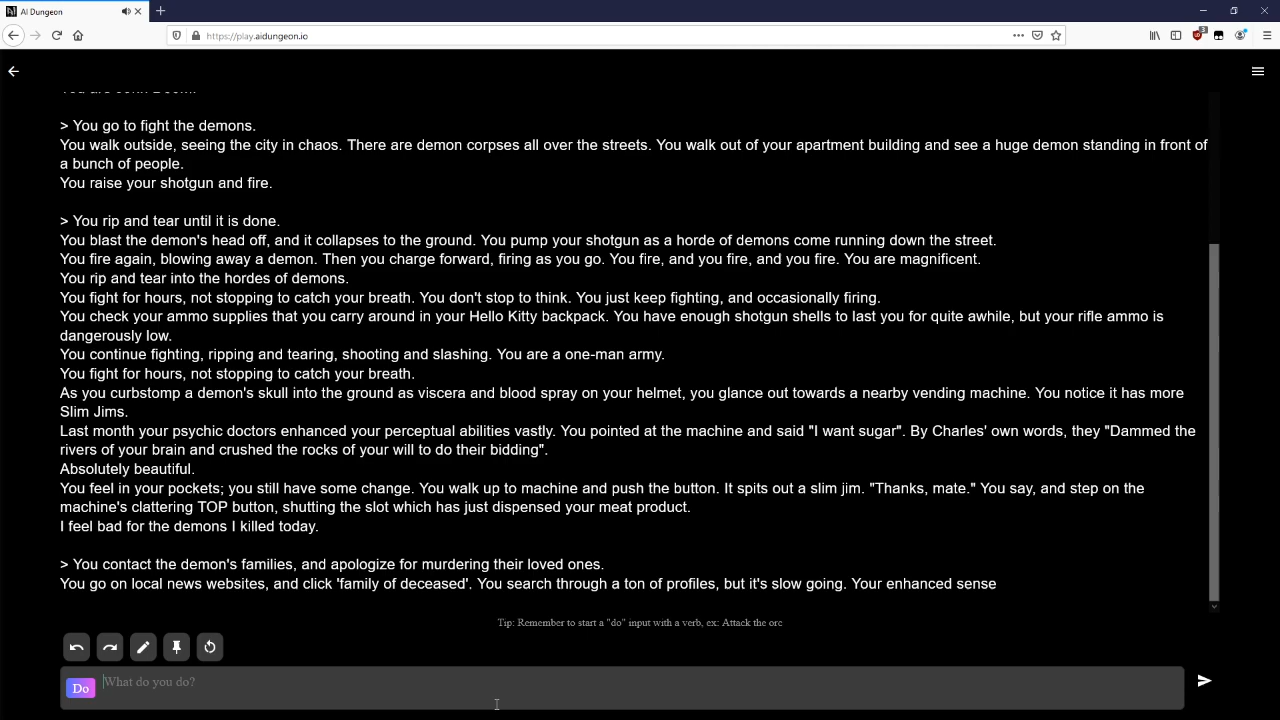 AI Dungeon
https://play.aidungeon.io
> You go to fight the demons.
You walk outside, seeing the city in chaos. There are demon corpses all over the streets. You walk out of your apartment building and see a huge demon standing in front of
a bunch of people.
You raise your shotgun and fire.
> You rip and tear until it is done.
You blast the demon's head off, and it collapses to the ground. You pump your shotgun as a horde of demons come running down the street.
You fire again, blowing away a demon. Then you charge forward, firing as you go. You fire, and you fire, and you fire. You are magnificent.
You rip and tear into the hordes of demons.
You fight for hours, not stopping to catch your breath. You don't stop to think. You just keep fighting, and occasionally firing.
You check your ammo supplies that you carry around in your Hello Kitty backpack. You have enough shotgun shells to last you for quite awhile, but your rifle ammo is
dangerously low.
You continue fighting, ripping and tearing, shooting and slashing. You are a one-man army.
You fight for hours, not stopping to catch your breath.
As you curbstomp a demon's skull into the ground as viscera and blood spray on your helmet, you glance out towards a nearby vending machine. You notice it has more
Slim Jims.
Last month your psychic doctors enhanced your perceptual abilities vastly. You pointed at the machine and said "I want sugar". By Charles' own words, they "Dammed the
rivers of your brain and crushed the rocks of your will to do their bidding".
Absolutely beautiful.
You feel in your pockets; you still have some change. You walk up to machine and push the button. It spits out a slim jim. "Thanks, mate." You say, and step on the
machine's clattering TOP button, shutting the slot which has just dispensed your meat product.
I feel bad for the demons I killed today.
> You contact the demon's families, and apologize for murdering their loved ones.
You go on local news websites, and click 'family of deceased'. You search through a ton of profiles, but it's slow going. Your enhanced sense
Tip: Remember to start a "do" input with a verb, ex: Attack the orc
Do What do you do?